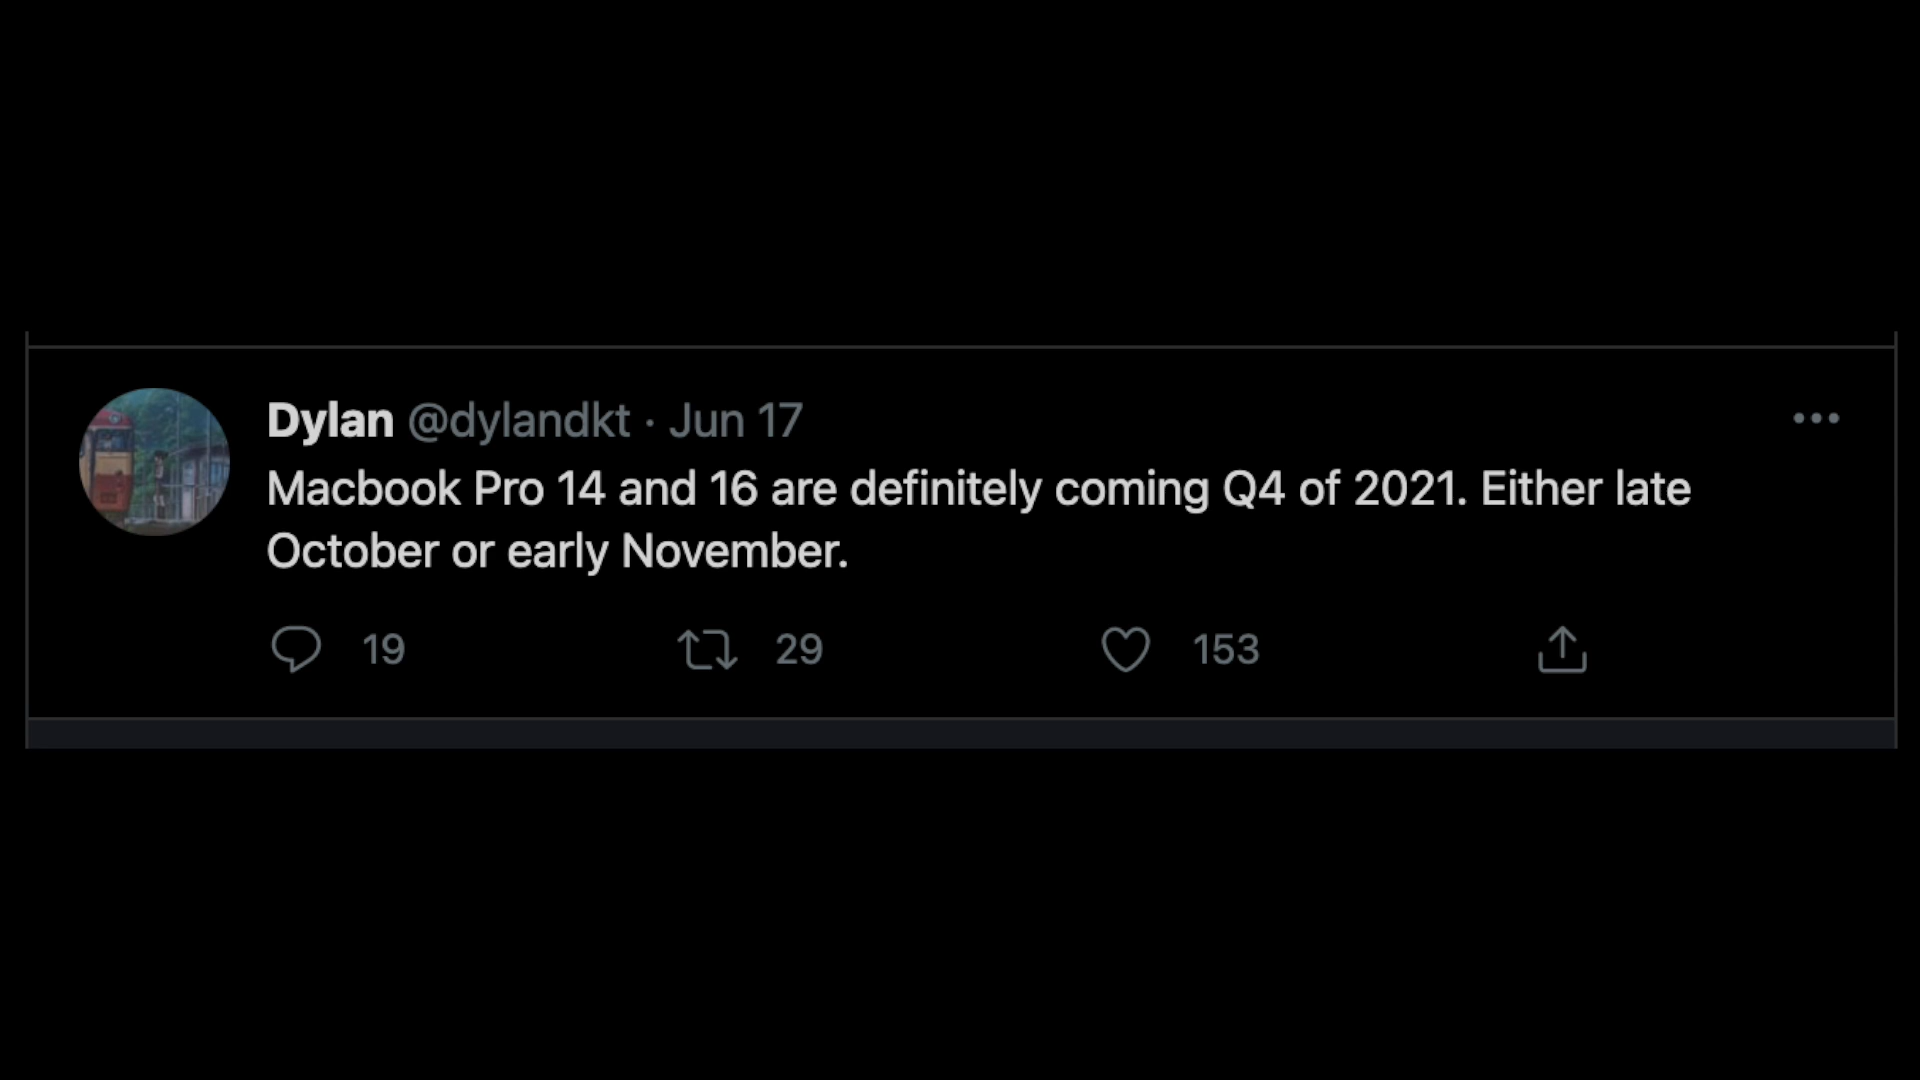 Dylan @dylandkt · Jun 17
Macbook Pro 14 and 16 are definitely coming Q4 of 2021. Either late
October or early November.
19 29 153